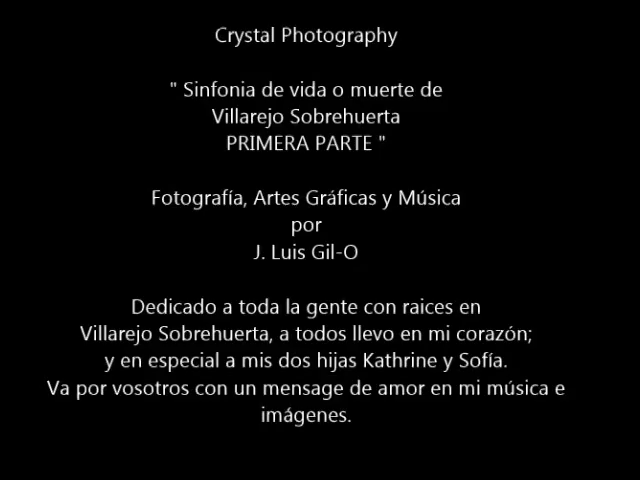 Crystal Photography
" Sinfonia de vida o muerte de
Villarejo Sobrehuerta
PRIMERA PARTE "
Fotografía, Artes Gráficas y Música
por
J. Luis Gil-O
Dedicado a toda la gente con raices en
Villarejo Sobrehuerta, a todos llevo en mi corazón;
y en especial a mis dos hijas Kathrine y Sofía.
Va por vosotros con un mensage de amor en mi música e
imágenes.